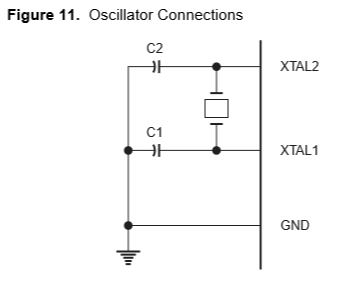 Figure 11. Oscillator Connections
C2
XTAL2
C1
XTAL1
GND